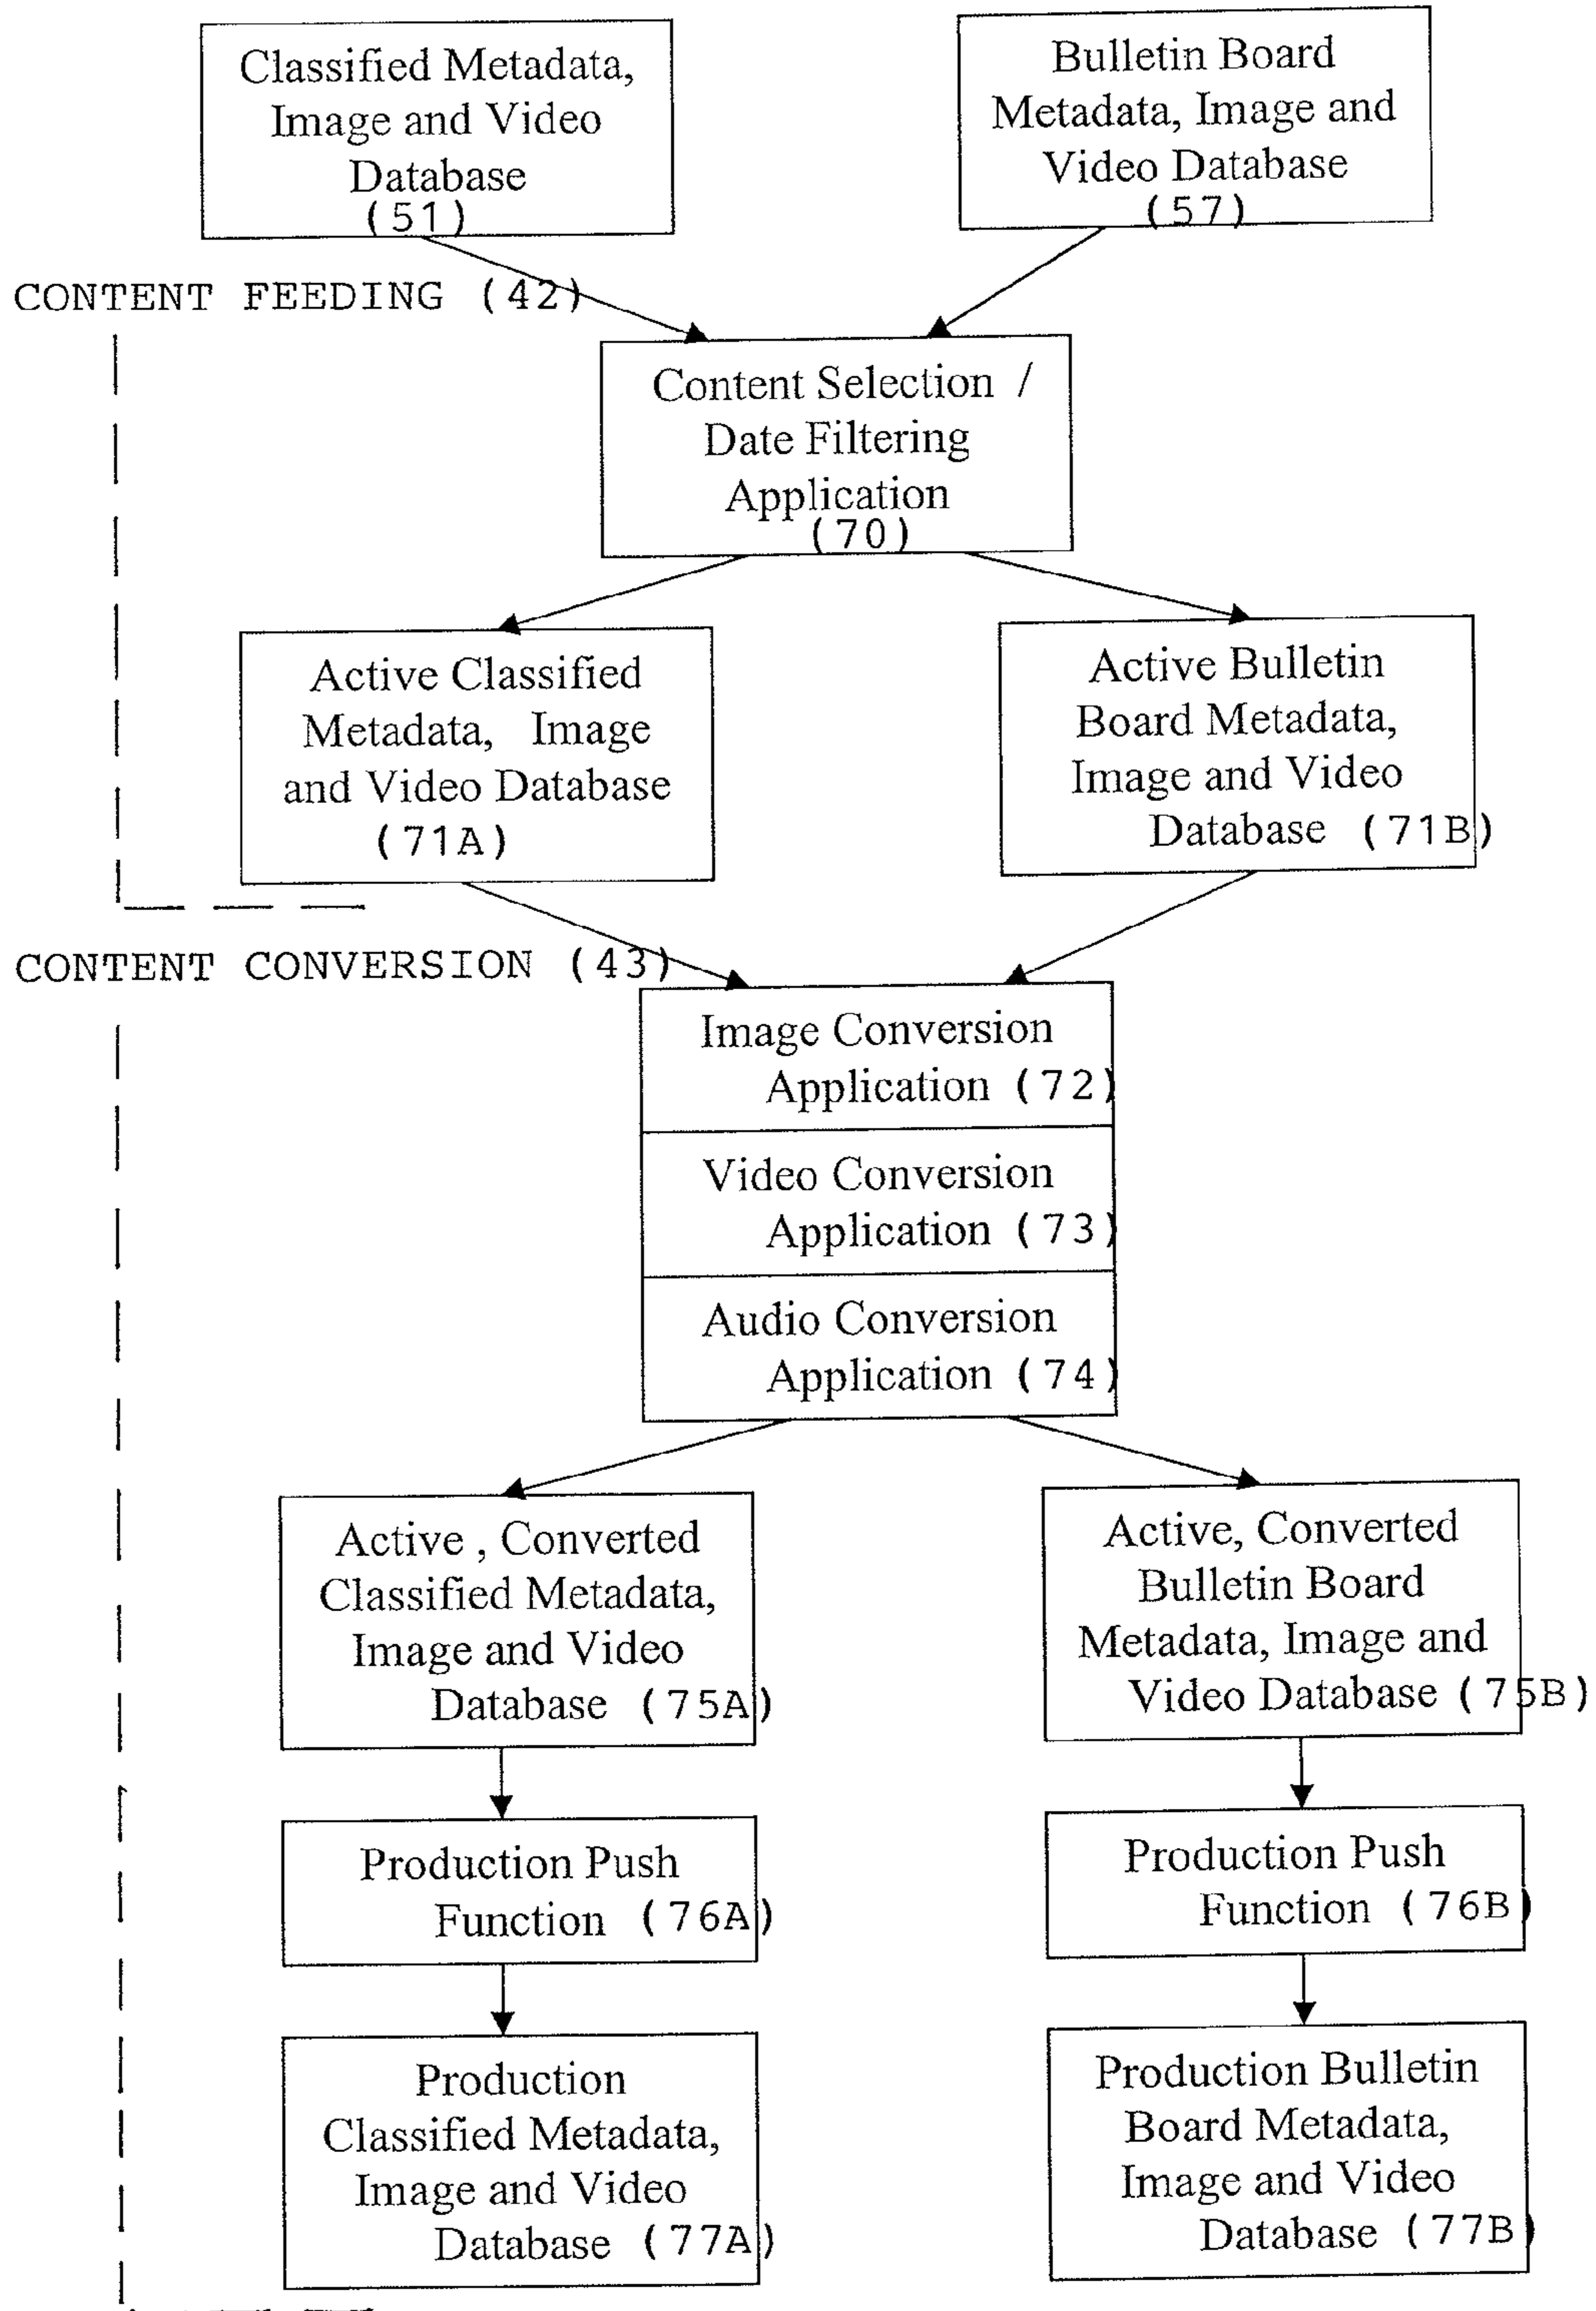 Classified Metadata,
Image and Video
Database
(51)
Bulletin Board
Metadata, Image and
Video Database
(57)
CONTENT FEEDING (42)
Content Selection /
Date Filtering
Application
(70)
Active Classified
Metadata, Image
and Video Database
(71A)
Active Bulletin
Board Metadata,
Image and Video
Database (71B)
CONTENT CONVERSION (43)
Image Conversion
Application (72)
Video Conversion
Application (73)
Audio Conversion
Application (74)
Active , Converted
Classified Metadata,
Image and Video
Database (75A)
Active, Converted
Bulletin Board
Metadata, Image and
Video Database (75B)
Production Push
Function (76A)
Production Push
Function (76B)
Production
Classified Metadata,
Image and Video
Database (77A)
Production Bulletin
Board Metadata,
Image and Video
Database (77B)